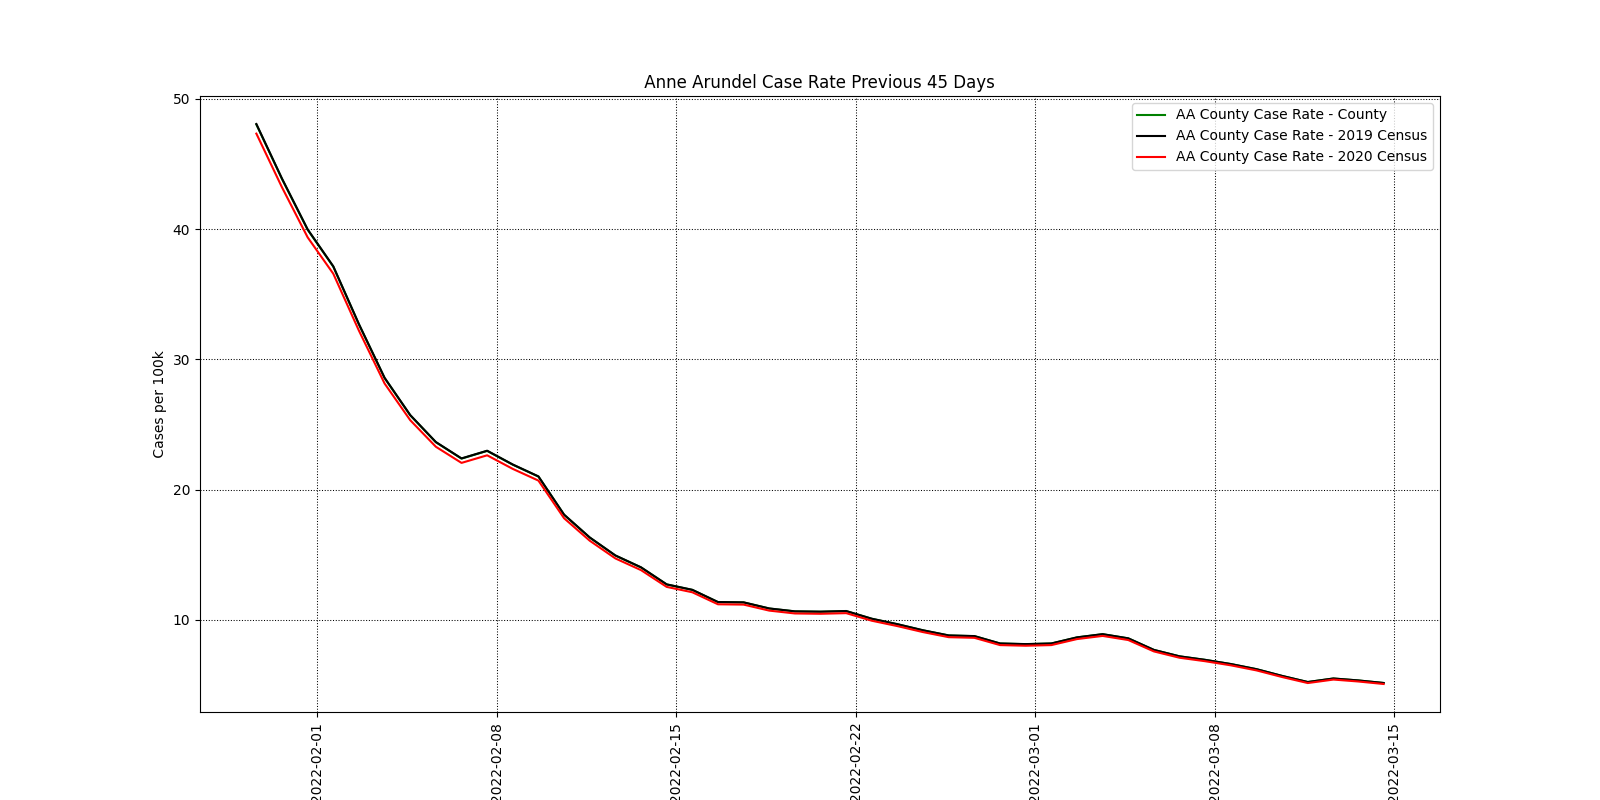 Anne Arundel Case Rate Previous 45 Days
50
40
30
20
10
Cases per 100k
AA County Case Rate - County
AA County Case Rate - 2019 Census
AA County Case Rate - 2020 Census
2022-02-01
2022-02-08
2022-02-15
2022-02-22
2022-03-01
2022-03-08
2022-03-15